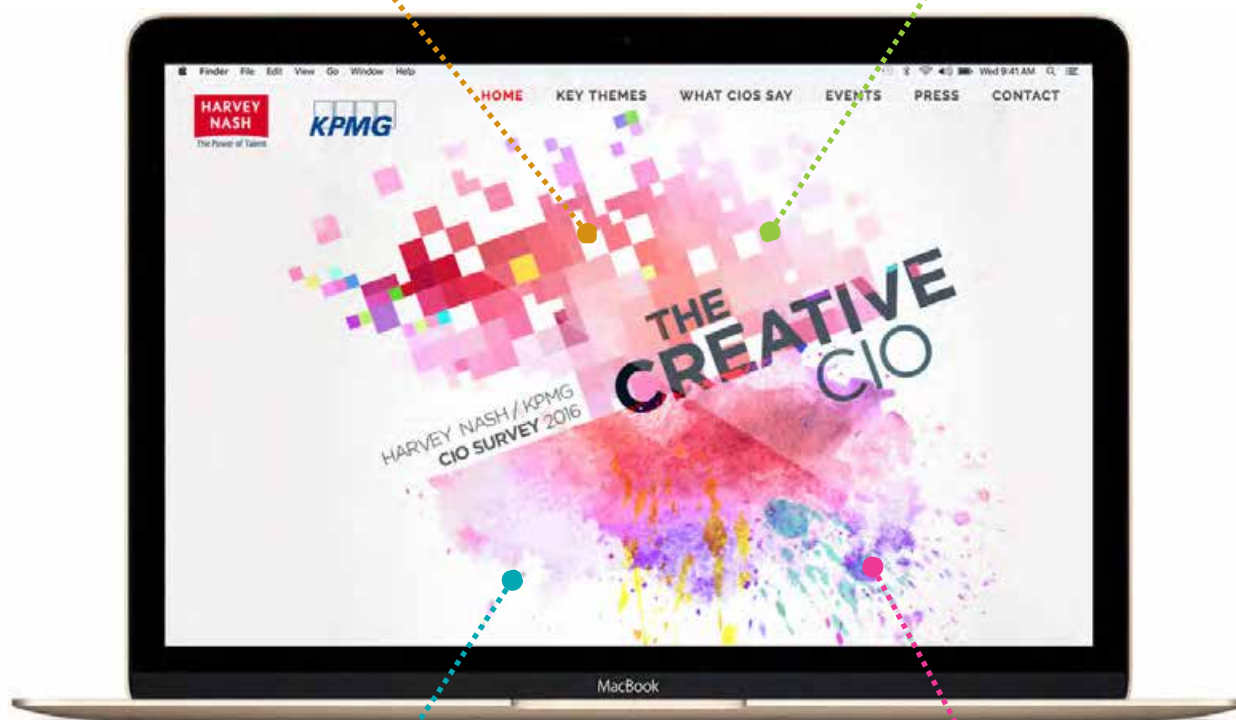 Finder File Edit View Go Window Help
Wed 9:41 AM
HARVEY
NASH
The Power of Talent
KPMG
HOME KEY THEMES WHAT CIOS SAY EVENTS PRESS CONTACT
THE
CREATIVE
CIO
HARVEY NASH / KPMG
CIO SURVEY 2016
MacBook